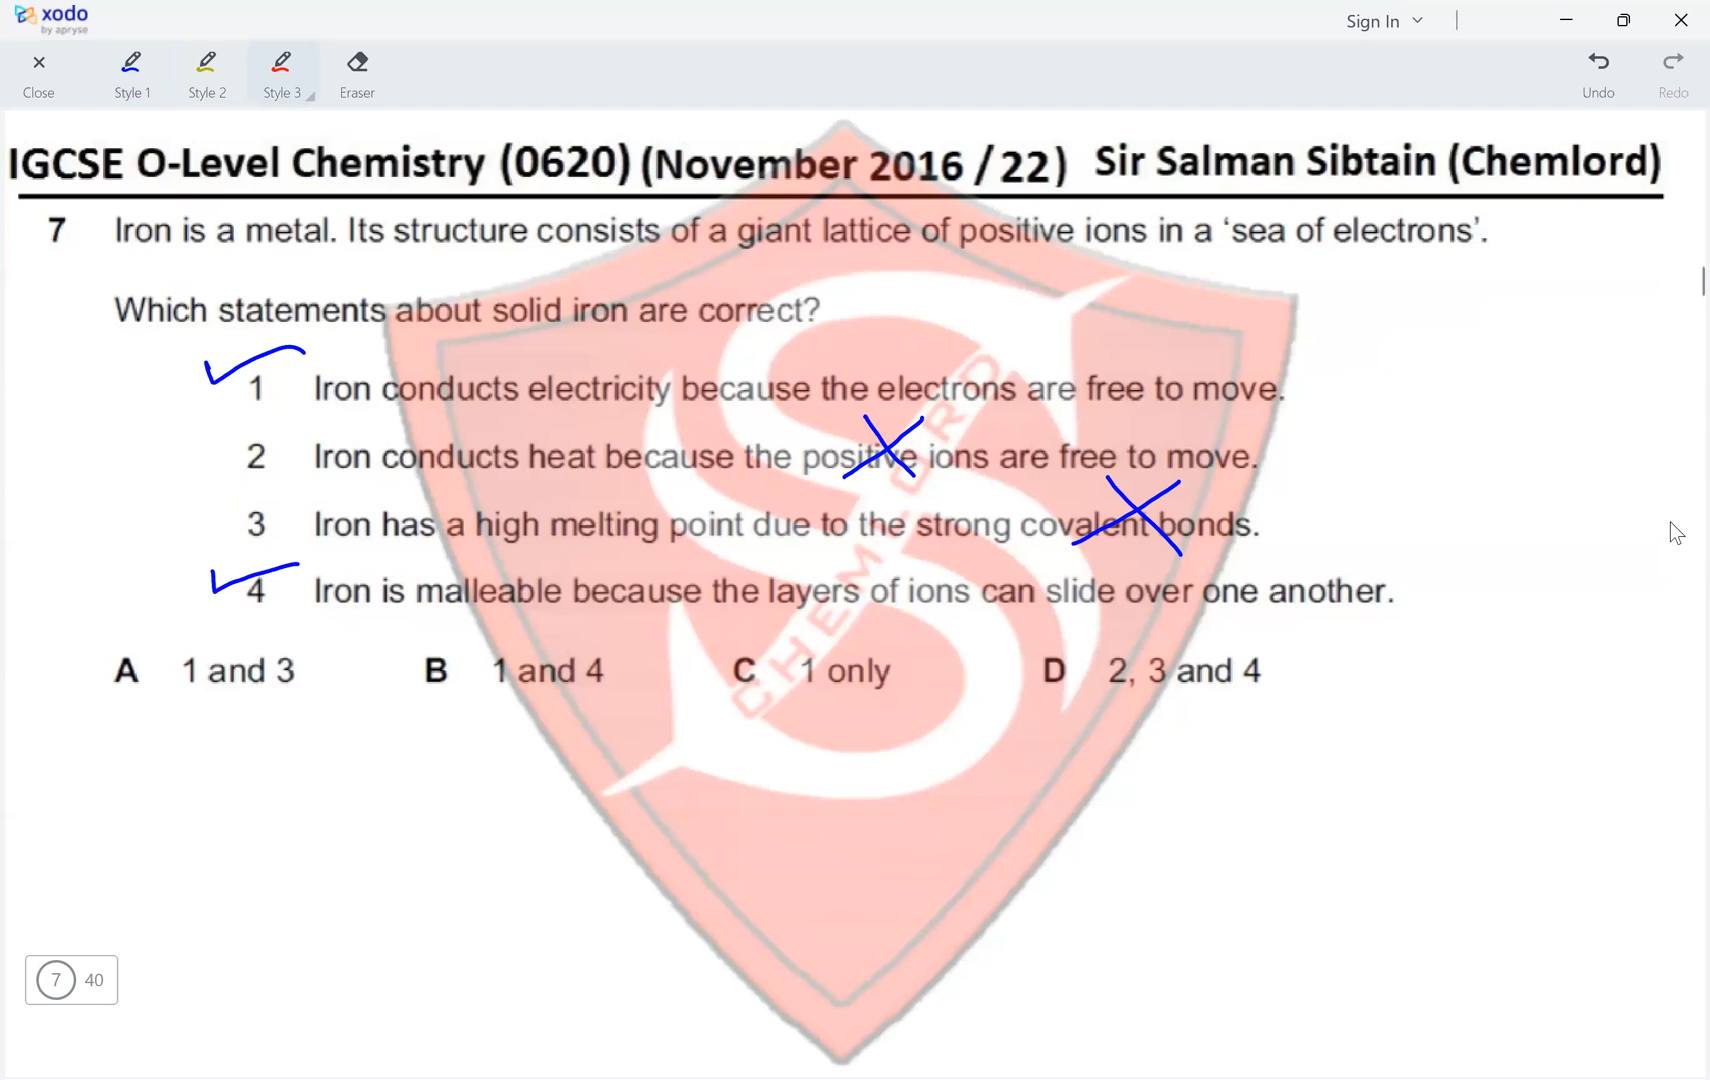 xodo
by apryse
Sign In
Close
Style 1
Style 2
Style 3
Eraser
Undo
Redo
IGCSE O-Level Chemistry (0620) (November 2016 / 22) Sir Salman Sibtain (Chemlord)
7 Iron is a metal. Its structure consists of a giant lattice of positive ions in a ‘sea of electrons’.
Which statements about solid iron are correct?
1 Iron conducts electricity because the electrons are free to move.
2 Iron conducts heat because the positive ions are free to move.
3 Iron has a high melting point due to the strong covalent bonds.
4 Iron is malleable because the layers of ions can slide over one another.
A 1 and 3 B 1 and 4 C 1 only D 2, 3 and 4
CHEMLORD
7 40